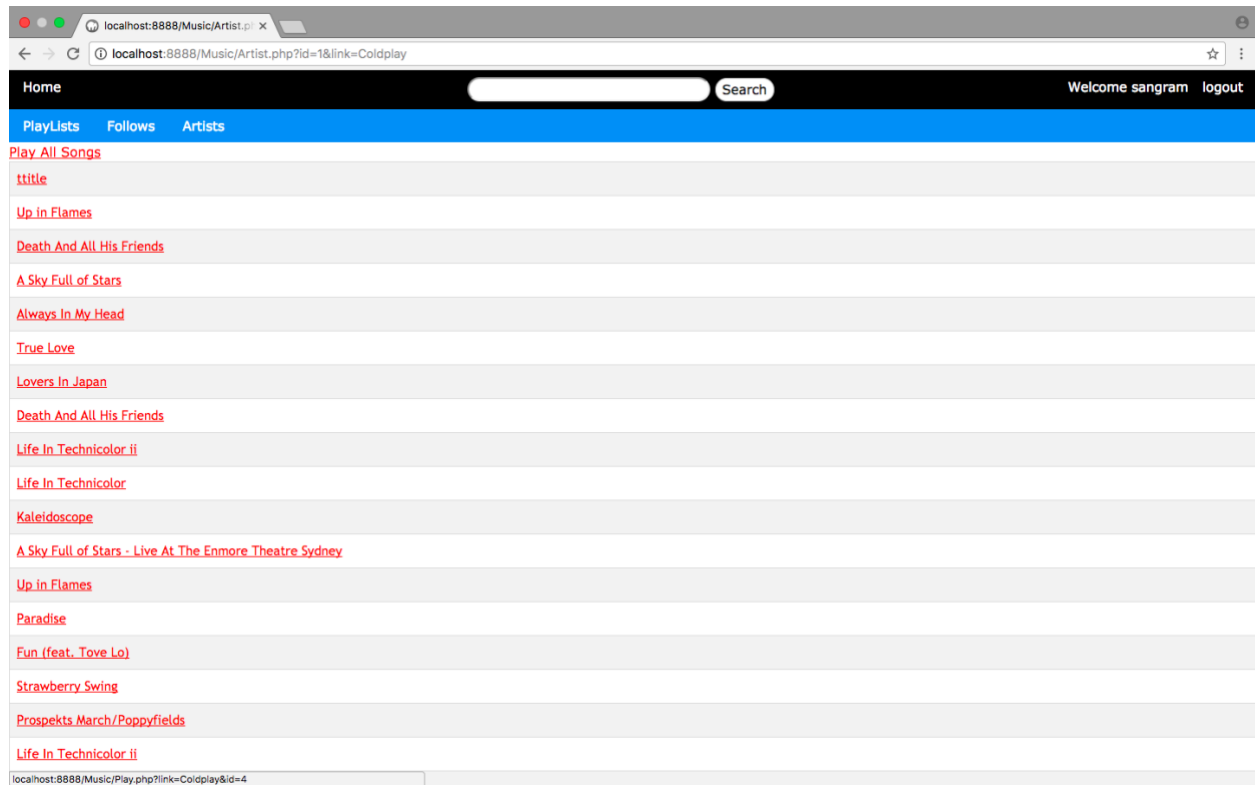 localhost:8888/Music/Artist.p
localhost:8888/Music/Artist.php?id=1&link=Coldplay
Home Search Welcome sangram logout
PlayLists Follows Artists
Play All Songs
ttitle
Up in Flames
Death And All His Friends
A Sky Full of Stars
Always In My Head
True Love
Lovers In Japan
Death And All His Friends
Life In Technicolor ii
Life In Technicolor
Kaleidoscope
A Sky Full of Stars - Live At The Enmore Theatre Sydney
Up in Flames
Paradise
Fun (feat. Tove Lo)
Strawberry Swing
Prospekts March/Poppyfields
Life In Technicolor ii
localhost:8888/Music/Play.php?link=Coldplay&id=4